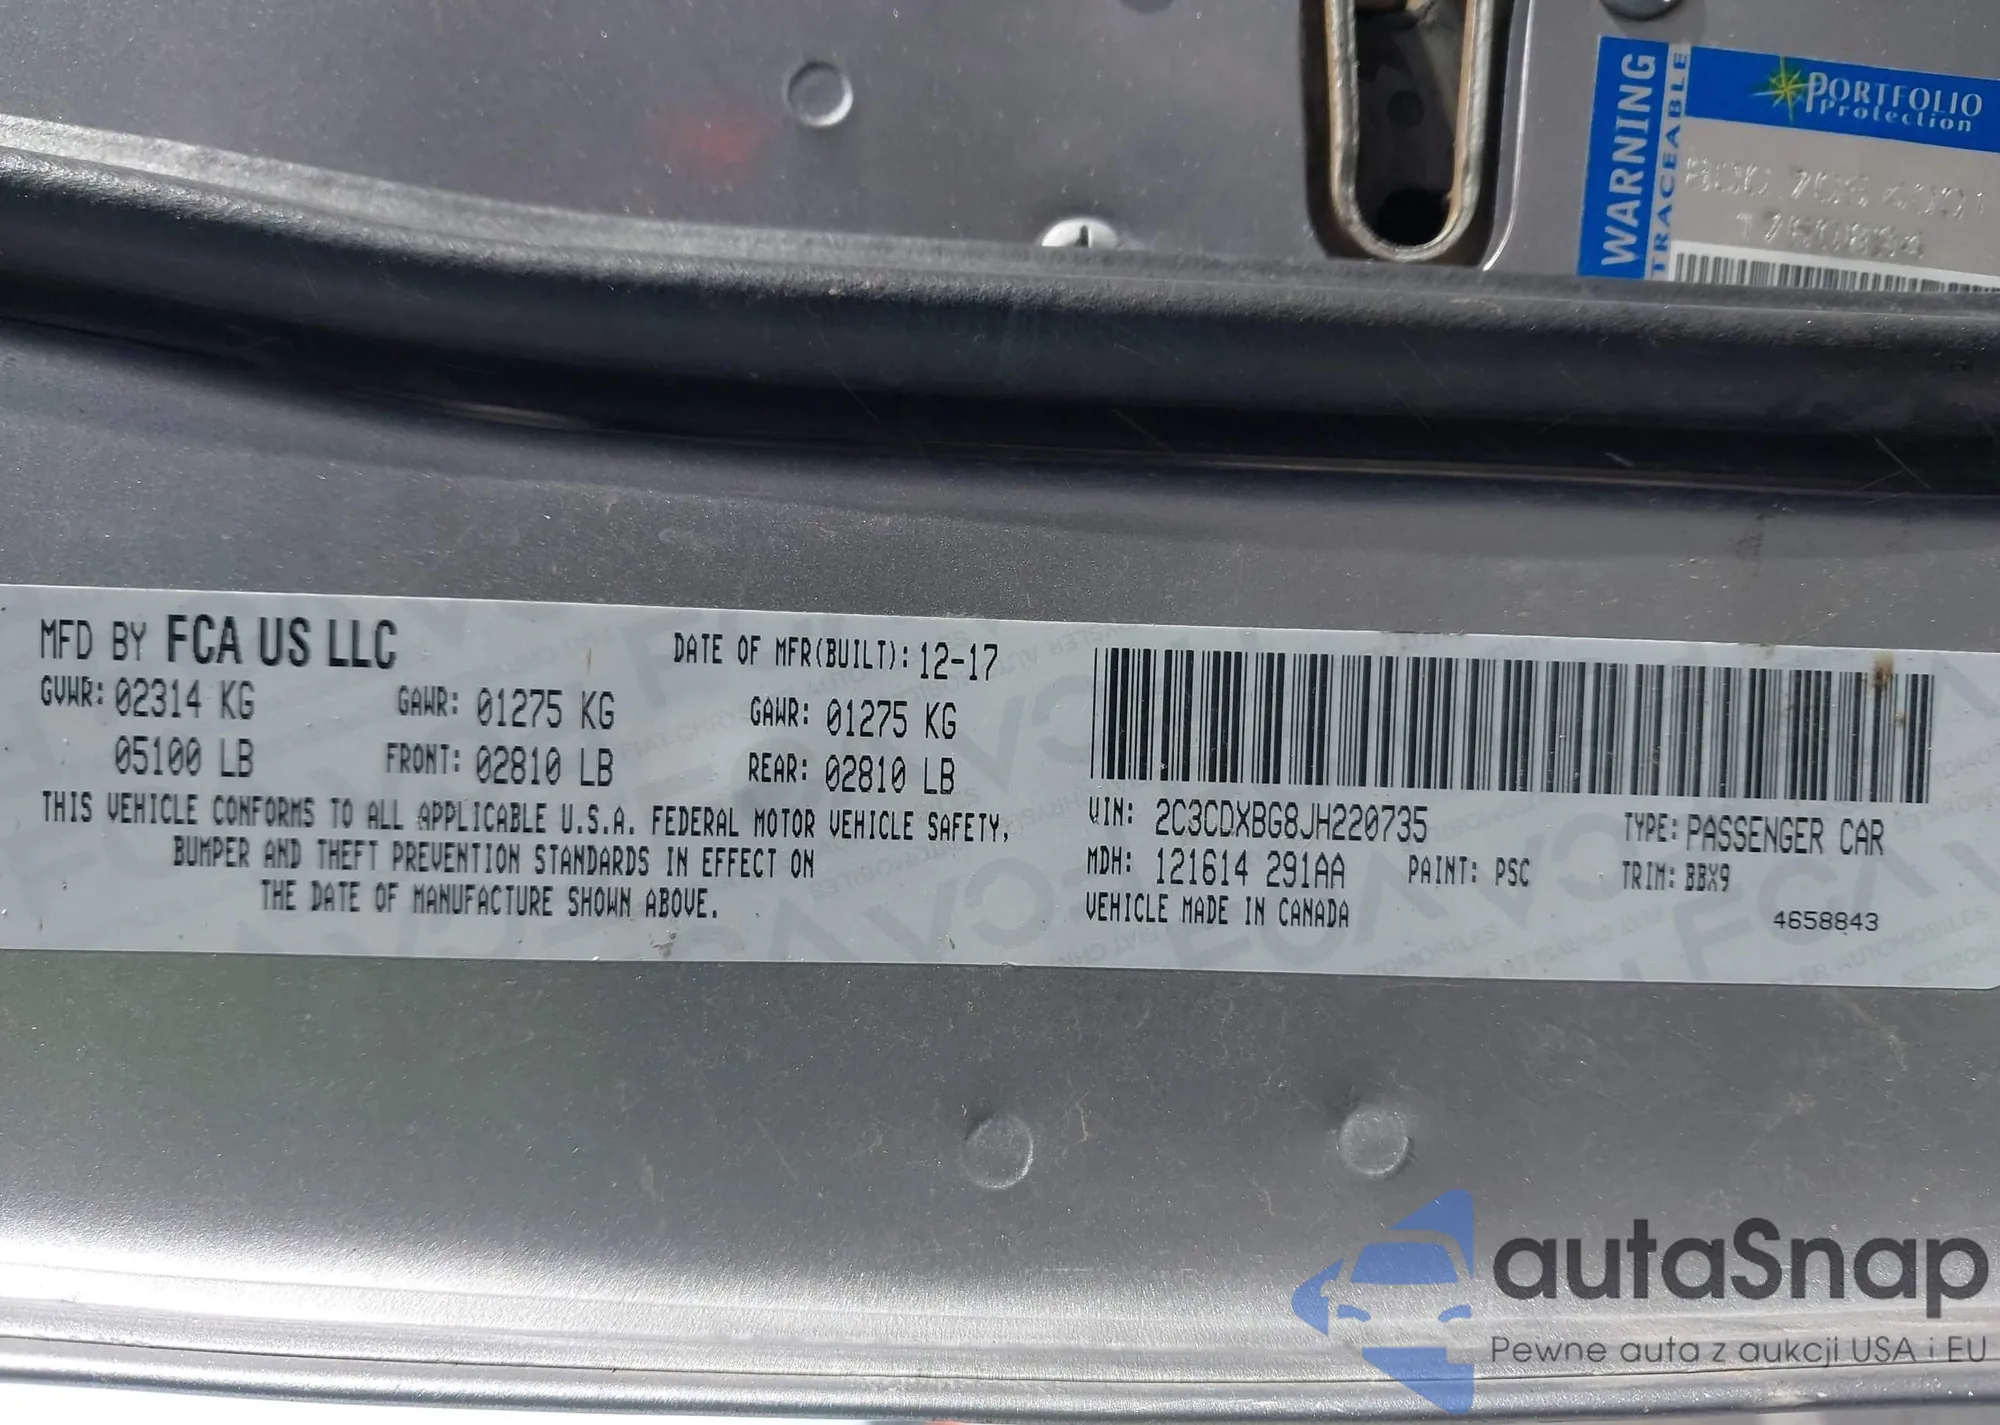 WARNING
TRACEABLE
PORTFOLIO
Protection
MFD BY FCA US LLC
DATE OF MFR(BUILT): 12-17
GVWR: 02314 KG
GAWR: 01275 KG
GAWR: 01275 KG
05100 LB
FRONT: 02810 LB
REAR: 02810 LB
THIS VEHICLE CONFORMS TO ALL APPLICABLE U.S.A. FEDERAL MOTOR VEHICLE SAFETY,
BUMPER AND THEFT PREVENTION STANDARDS IN EFFECT ON
THE DATE OF MANUFACTURE SHOWN ABOVE.
VIN: 2C3CDXBG8JH220735
TYPE: PASSENGER CAR
MDH: 121614 291AA
PAINT: PSC
TRIM: BBX9
VEHICLE MADE IN CANADA
4658843
autaSnap
Pewne auta z aukcji USA i EU